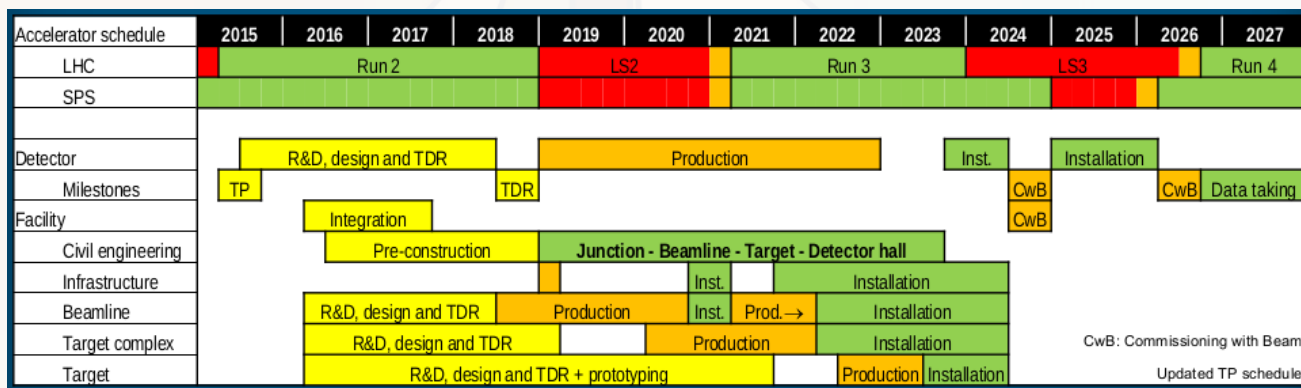 Accelerator schedule 2015 2016 2017 2018 2019 2020 2021 2022 2023 2024 2025 2026 2027
LHC Run 2 LS2 Run 3 LS3 Run 4
SPS
Detector R&D, design and TDR Production Inst. Installation
Milestones TP TDR CwB CwB Data taking
Facility Integration CwB
Civil engineering Pre-construction Junction - Beamline - Target - Detector hall
Infrastructure Inst. Installation
Beamline R&D, design and TDR Production Inst. Prod.→ Installation
Target complex R&D, design and TDR Production Installation CwB: Commissioning with Beam
Target R&D, design and TDR + prototyping Production Installation Updated TP schedule